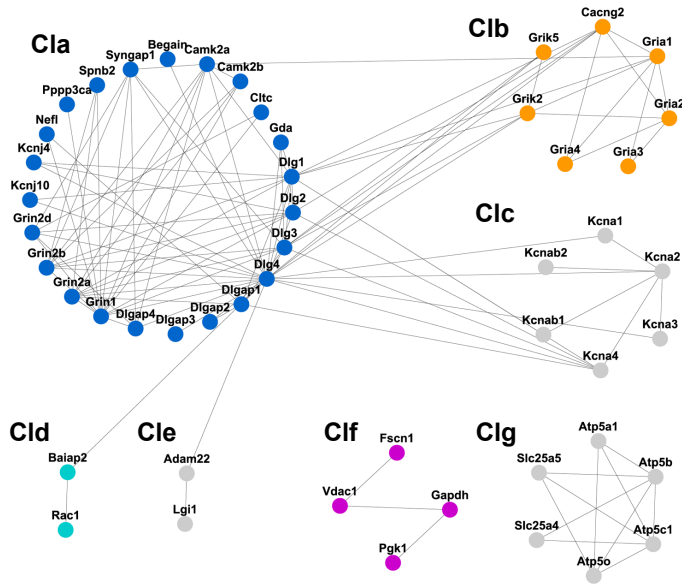 Cla
Begain
Camk2a
Syngap1
Camk2b
Spnb2
Cltc
Pppp3ca
Gda
Nefl
Kcnj4
Dlg1
Kcnj10
Dlg2
Grin2d
Dlg3
Grin2b
Dlg4
Grin2a
Dlgap1
Grin1
Dlgap2
Dlgap4
Dlgap3
Clb
Cacng2
Grik5
Gria1
Grik2
Gria2
Gria4
Gria3
Clc
Kcna1
Kcnab2
Kcna2
Kcnab1
Kcna3
Kcna4
Cld
Baiap2
Rac1
Cle
Adam22
Lgi1
Clf
Fscn1
Vdac1
Gapdh
Pgk1
Clg
Atp5a1
Slc25a5
Atp5b
Slc25a4
Atp5c1
Atp5o